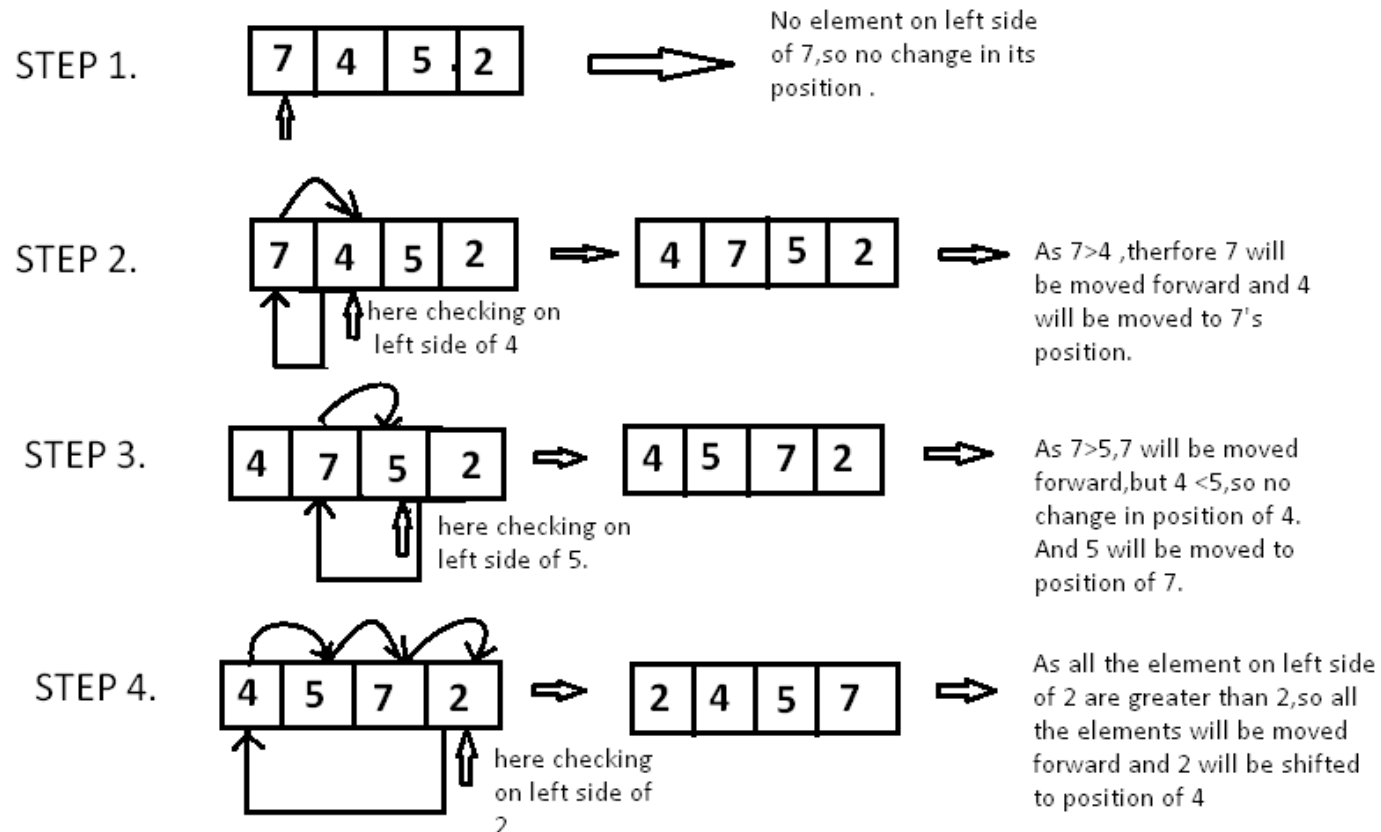 STEP 1.
7 4 5 2
No element on left side
of 7,so no change in its
position .
STEP 2.
7 4 5 2
here checking on
left side of 4
4 7 5 2
As 7>4 ,therfore 7 will
be moved forward and 4
will be moved to 7's
position.
STEP 3.
4 7 5 2
here checking on
left side of 5.
4 5 7 2
As 7>5,7 will be moved
forward,but 4 <5,so no
change in position of 4.
And 5 will be moved to
position of 7.
STEP 4.
4 5 7 2
here checking
on left side of
2
2 4 5 7
As all the element on left side
of 2 are greater than 2,so all
the elements will be moved
forward and 2 will be shifted
to position of 4